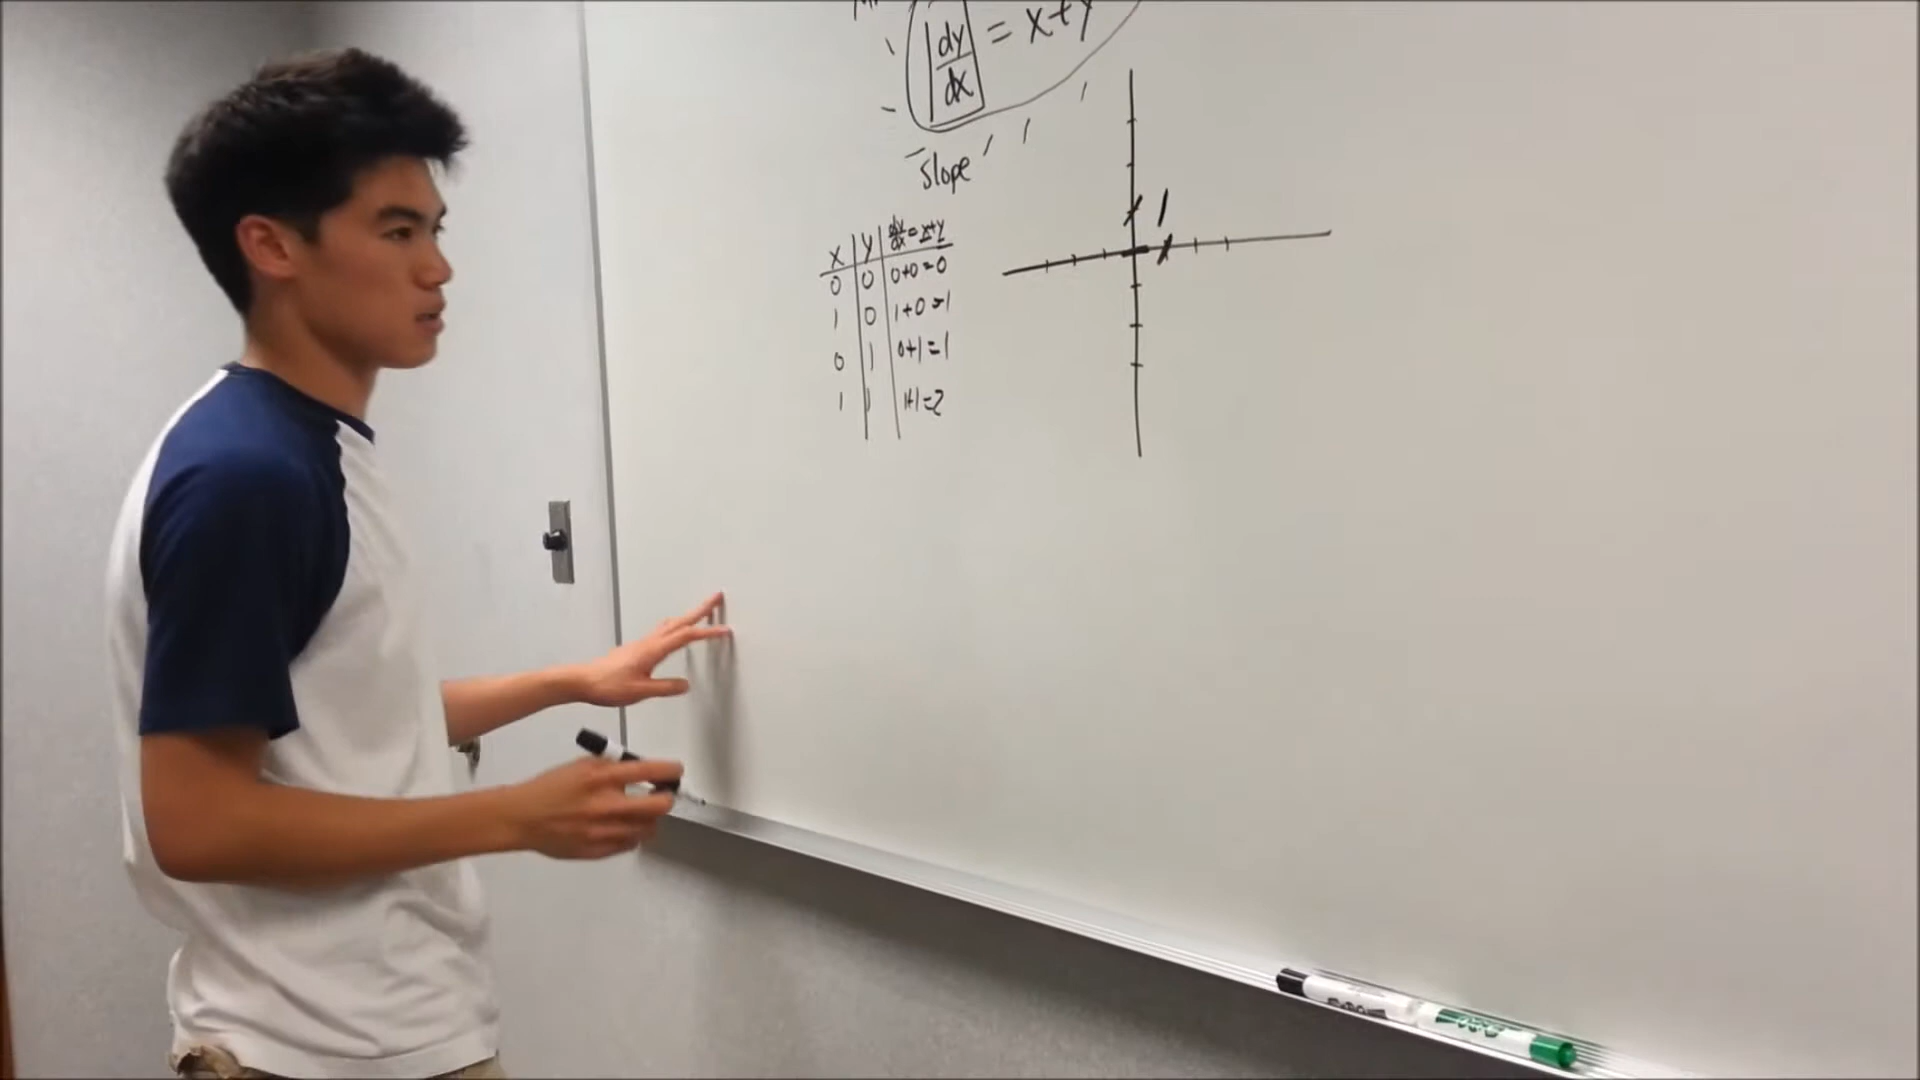 dy/dx = x+y
Slope
x y dy/dx = x+y
0 0 0+0=0
1 0 1+0=1
0 1 0+1=1
1 1 1+1=2
EXPO